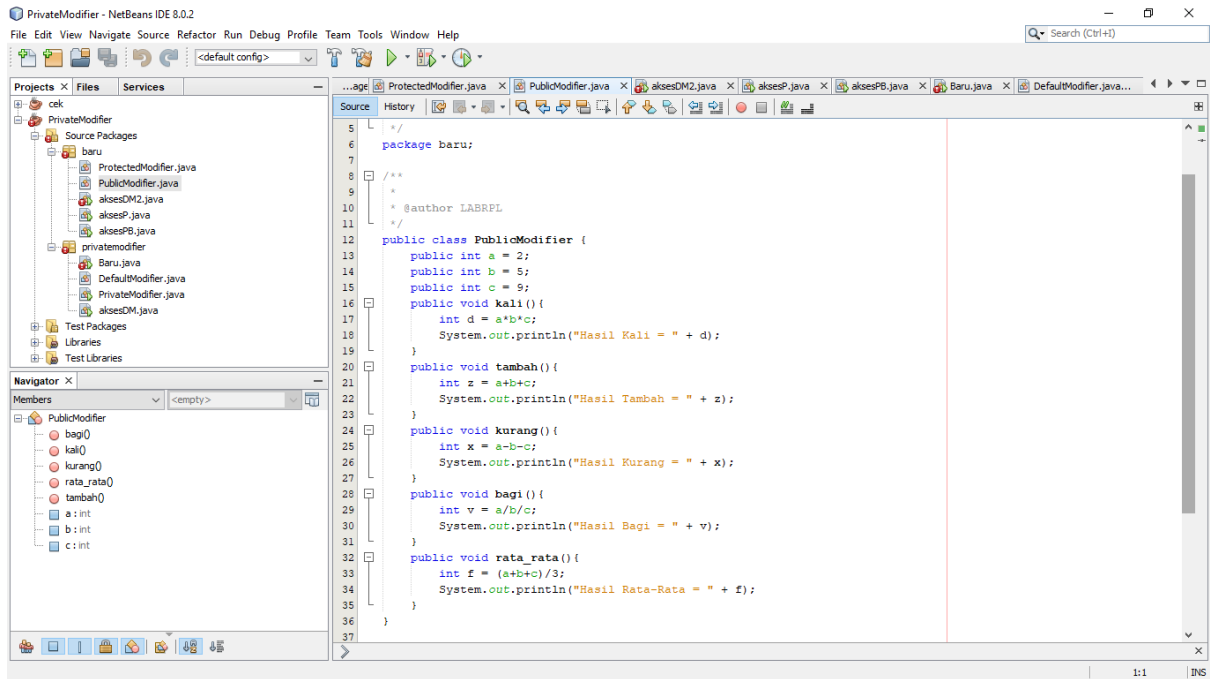 PrivateModifier - NetBeans IDE 8.0.2
File Edit View Navigate Source Refactor Run Debug Profile Team Tools Window Help
Search (Ctrl+I)
<default config>
Projects Files Services
cek
PrivateModifier
Source Packages
baru
ProtectedModifier.java
PublicModifier.java
aksesDM2.java
aksesP.java
aksesPB.java
privatemodifier
Baru.java
DefaultModifier.java
PrivateModifier.java
aksesDM.java
Test Packages
Libraries
Test Libraries
Navigator
Members <empty>
PublicModifier
bagi()
kali()
kurang()
rata_rata()
tambah()
a : int
b : int
c : int
...age ProtectedModifier.java PublicModifier.java aksesDM2.java aksesP.java aksesPB.java Baru.java DefaultModifier.java...
Source History
5 */
6 package baru;
7
8 /**
9 *
10 * @author LABRPL
11 */
12 public class PublicModifier {
13 public int a = 2;
14 public int b = 5;
15 public int c = 9;
16 public void kali(){
17 int d = a*b*c;
18 System.out.println("Hasil Kali = " + d);
19 }
20 public void tambah(){
21 int z = a+b+c;
22 System.out.println("Hasil Tambah = " + z);
23 }
24 public void kurang(){
25 int x = a-b-c;
26 System.out.println("Hasil Kurang = " + x);
27 }
28 public void bagi(){
29 int v = a/b/c;
30 System.out.println("Hasil Bagi = " + v);
31 }
32 public void rata_rata(){
33 int f = (a+b+c)/3;
34 System.out.println("Hasil Rata-Rata = " + f);
35 }
36 }
37
1:1 INS